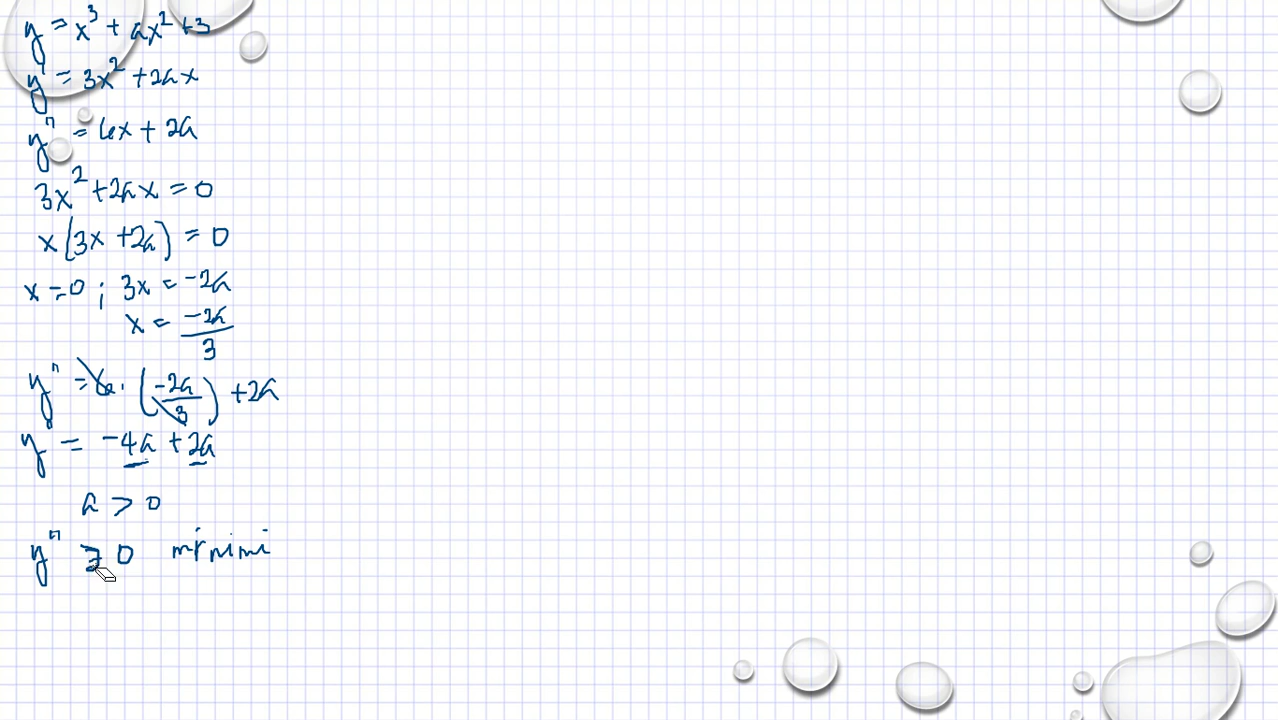 y = x³ + ax² + 3
y' = 3x² + 2ax
y" = 6x + 2a
3x² + 2ax = 0
x(3x + 2a) = 0
x = 0 ; 3x = -2a
x = -2a/3
y" = 6 · (-2a/3) + 2a
y = -4a + 2a
a > 0
y" ≥ 0 minimi